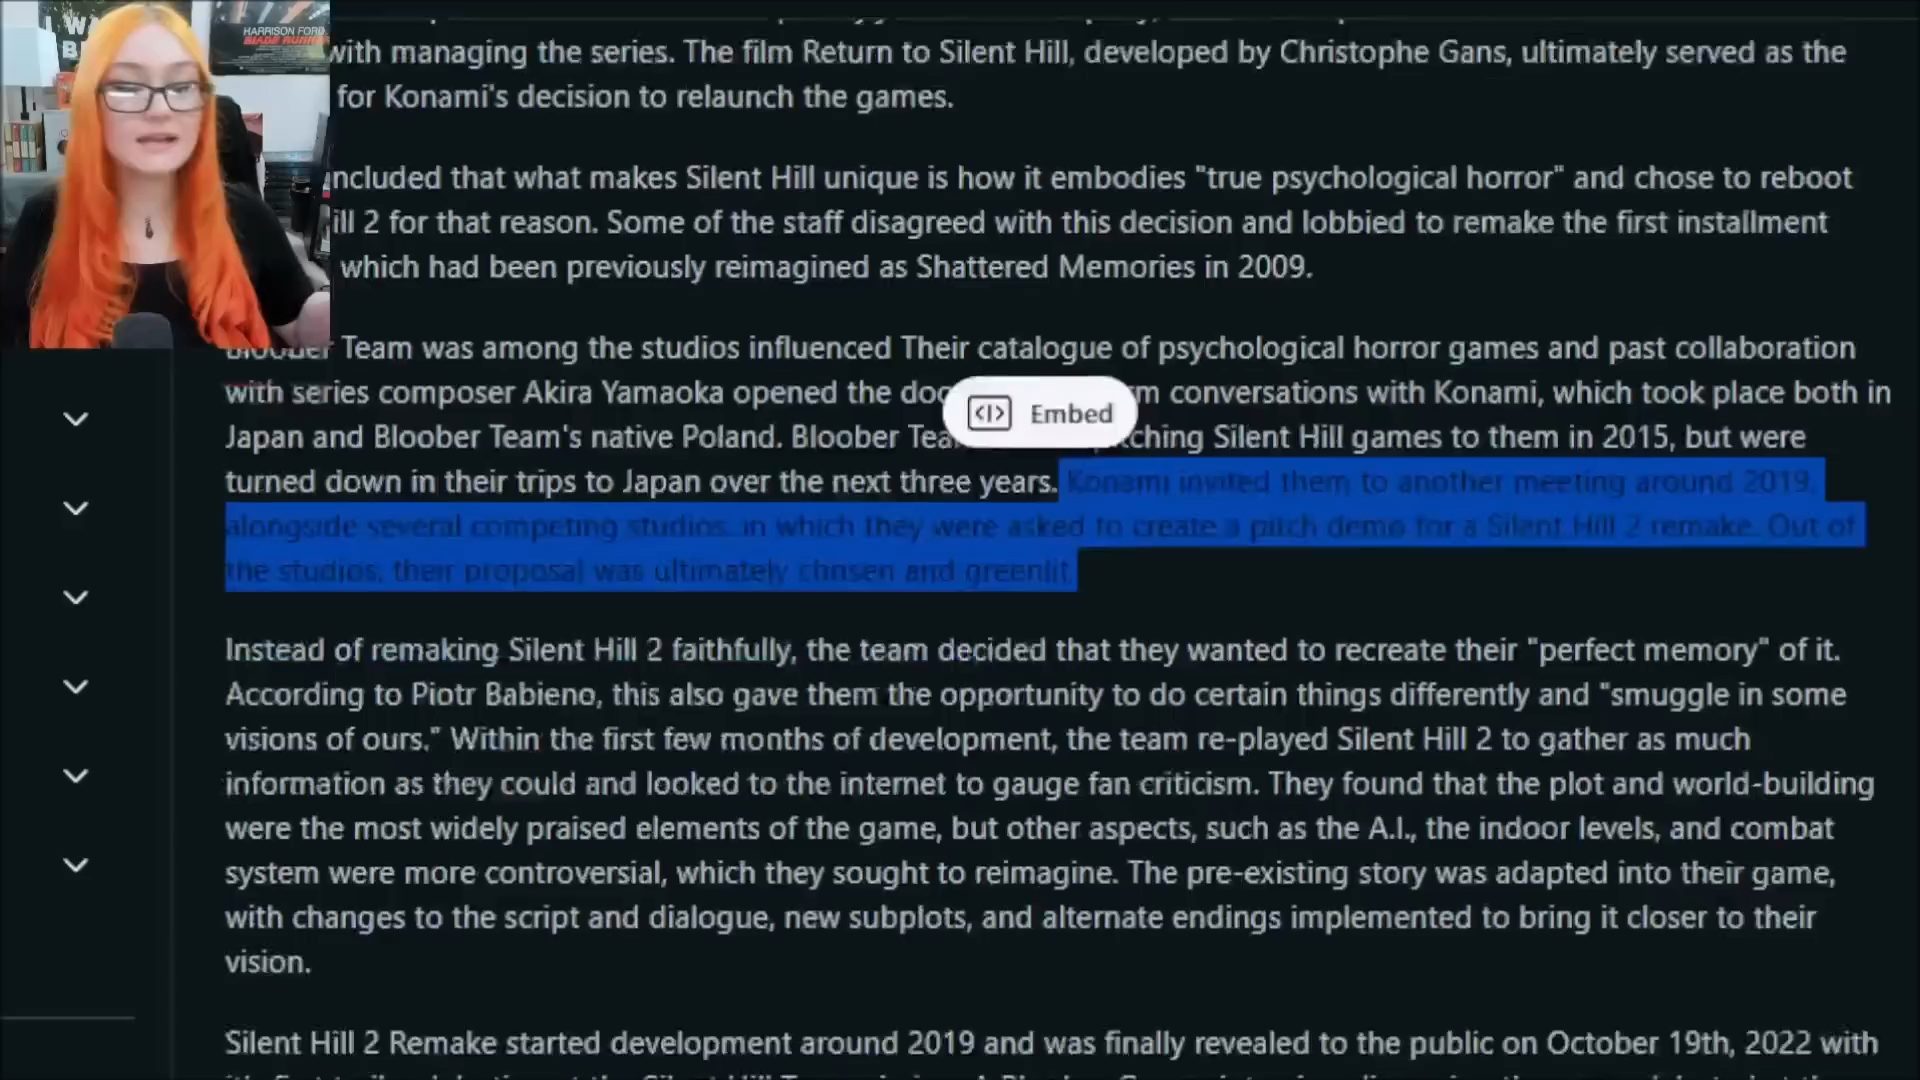 I WA
B
HARRISON FORD
BLADE RUNN
with managing the series. The film Return to Silent Hill, developed by Christophe Gans, ultimately served as the
for Konami's decision to relaunch the games.
ncluded that what makes Silent Hill unique is how it embodies "true psychological horror" and chose to reboot
ill 2 for that reason. Some of the staff disagreed with this decision and lobbied to remake the first installment
which had been previously reimagined as Shattered Memories in 2009.
Bloober Team was among the studios influenced Their catalogue of psychological horror games and past collaboration
with series composer Akira Yamaoka opened the doo m conversations with Konami, which took place both in
Embed
Japan and Bloober Team's native Poland. Bloober Tea tching Silent Hill games to them in 2015, but were
turned down in their trips to Japan over the next three years. Konami invited them to another meeting around 2019,
alongside several competing studios, in which they were asked to create a pitch demo for a Silent Hill 2 remake. Out of
the studios, their proposal was ultimately chosen and greenlit.
Instead of remaking Silent Hill 2 faithfully, the team decided that they wanted to recreate their "perfect memory" of it.
According to Piotr Babieno, this also gave them the opportunity to do certain things differently and "smuggle in some
visions of ours." Within the first few months of development, the team re-played Silent Hill 2 to gather as much
information as they could and looked to the internet to gauge fan criticism. They found that the plot and world-building
were the most widely praised elements of the game, but other aspects, such as the A.I., the indoor levels, and combat
system were more controversial, which they sought to reimagine. The pre-existing story was adapted into their game,
with changes to the script and dialogue, new subplots, and alternate endings implemented to bring it closer to their
vision.
Silent Hill 2 Remake started development around 2019 and was finally revealed to the public on October 19th, 2022 with